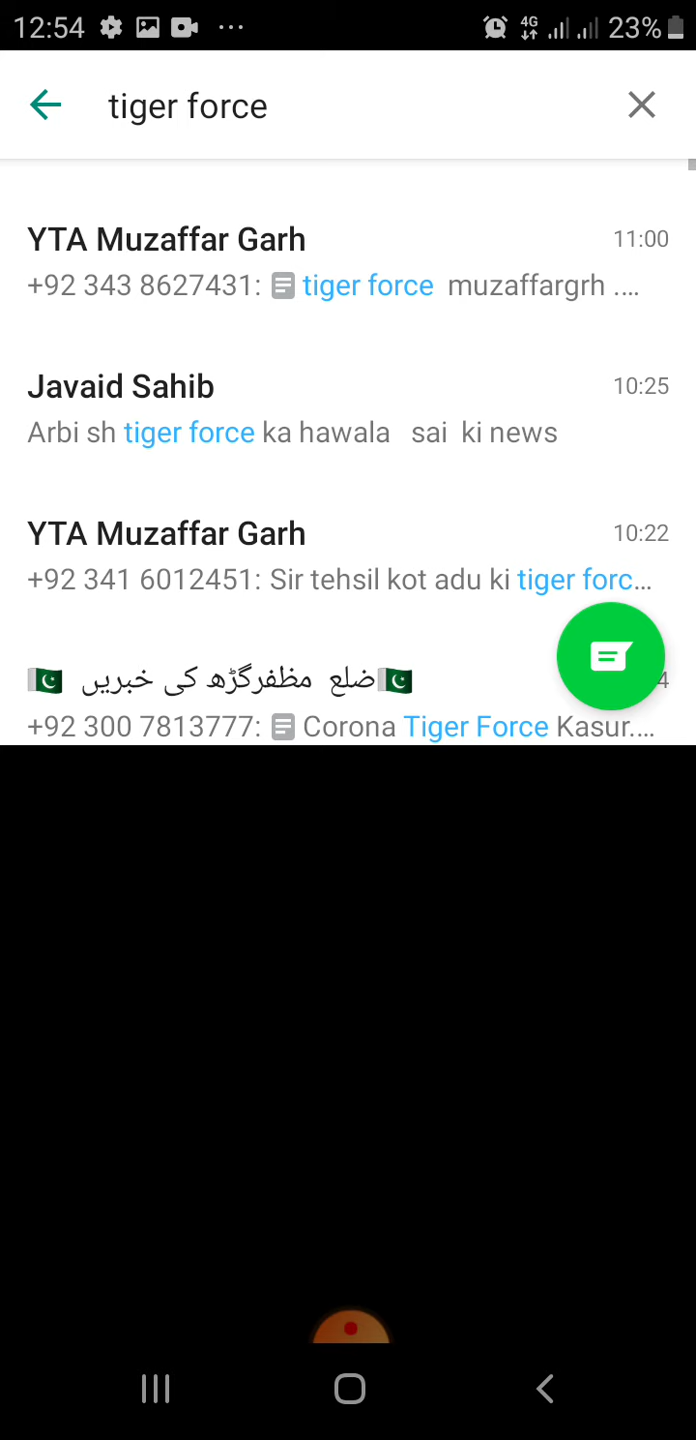 12:54 4G 23%
tiger force
YTA Muzaffar Garh 11:00
+92 343 8627431: tiger force muzaffargrh ....
Javaid Sahib 10:25
Arbi sh tiger force ka hawala sai ki news
YTA Muzaffar Garh 10:22
+92 341 6012451: Sir tehsil kot adu ki tiger forc...
🇵🇰ضلع مظفرگڑھ کی خبریں 🇵🇰 4
+92 300 7813777: Corona Tiger Force Kasur....